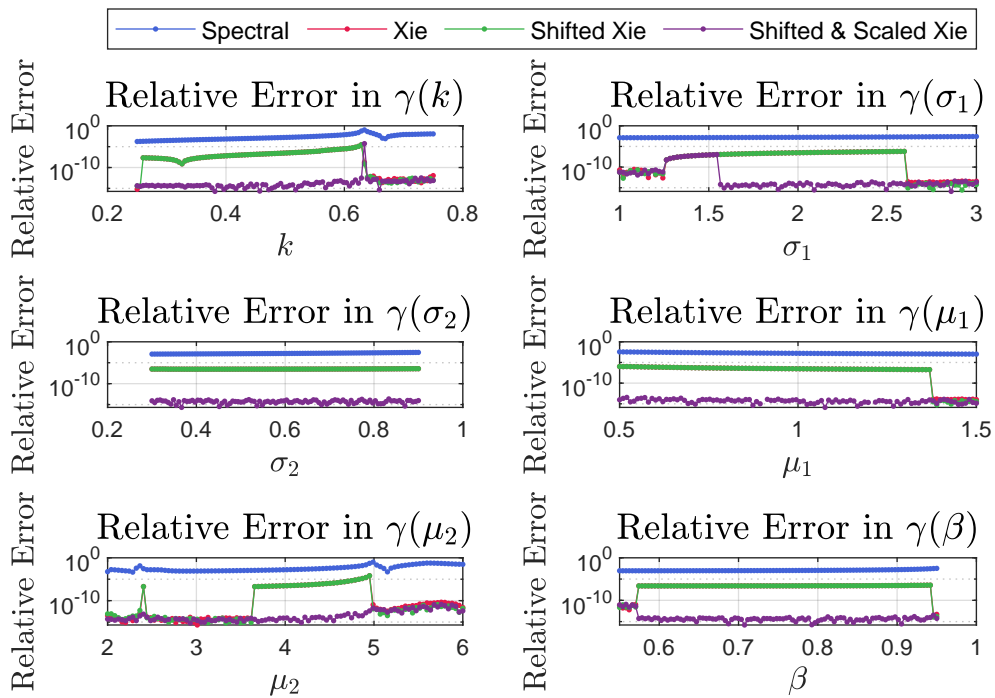 Spectral Xie Shifted Xie Shifted & Scaled Xie
Relative Error in γ(k)
Relative Error
10^0
10^-10
0.2 0.4 0.6 0.8
k
Relative Error in γ(σ₁)
Relative Error
10^0
10^-10
1 1.5 2 2.5 3
σ₁
Relative Error in γ(σ₂)
Relative Error
10^0
10^-10
0.2 0.4 0.6 0.8 1
σ₂
Relative Error in γ(μ₁)
Relative Error
10^0
10^-10
0.5 1 1.5
μ₁
Relative Error in γ(μ₂)
Relative Error
10^0
10^-10
2 3 4 5 6
μ₂
Relative Error in γ(β)
Relative Error
10^0
10^-10
0.6 0.7 0.8 0.9 1
β